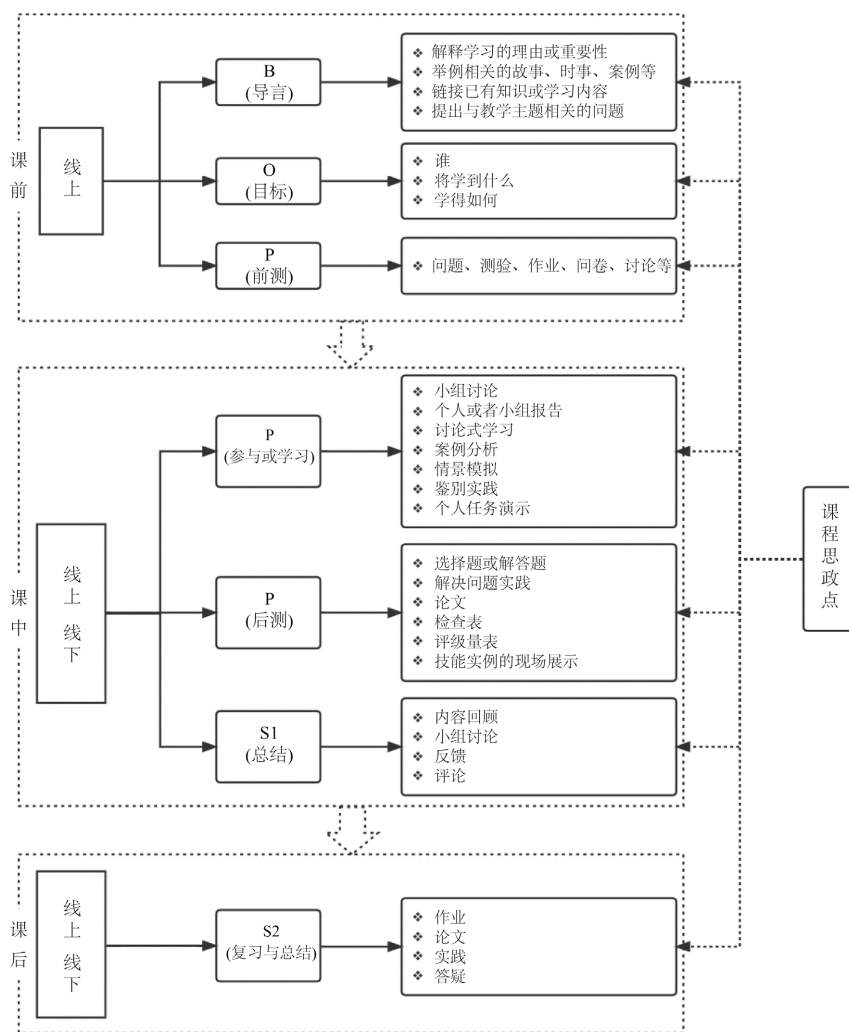 课前
线上
B
(导言)
❖ 解释学习的理由或重要性
❖ 举例相关的故事、时事、案例等
❖ 链接已有知识或学习内容
❖ 提出与教学主题相关的问题
O
(目标)
❖ 谁
❖ 将学到什么
❖ 学得如何
P
(前测)
❖ 问题、测验、作业、问卷、讨论等
课中
线上
线下
P
(参与或学习)
❖ 小组讨论
❖ 个人或者小组报告
❖ 讨论式学习
❖ 案例分析
❖ 情景模拟
❖ 鉴别实践
❖ 个人任务演示
P
(后测)
❖ 选择题或解答题
❖ 解决问题实践
❖ 论文
❖ 检查表
❖ 评级量表
❖ 技能实例的现场展示
S1
(总结)
❖ 内容回顾
❖ 小组讨论
❖ 反馈
❖ 评论
课后
线上
线下
S2
(复习与总结)
❖ 作业
❖ 论文
❖ 实践
❖ 答疑
课程思政点